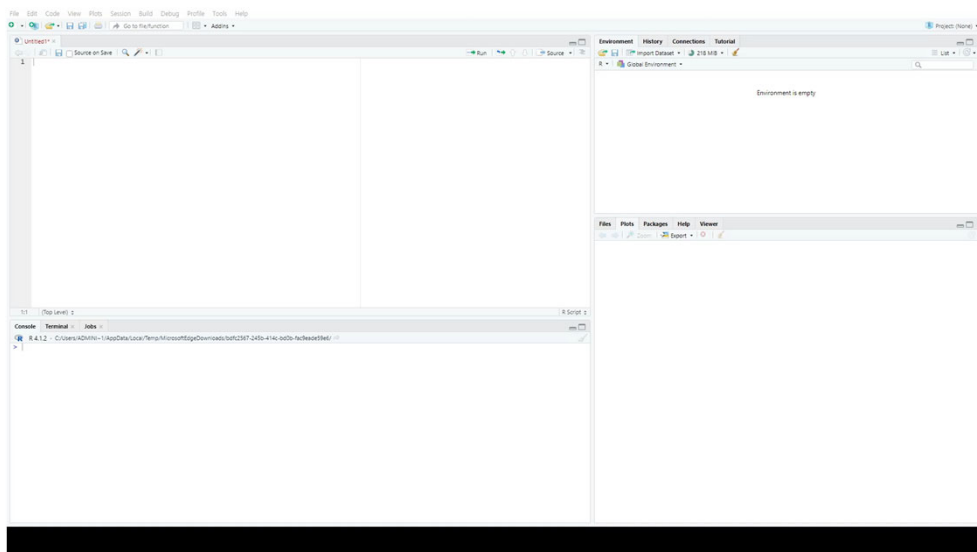 File Edit Code View Plots Session Build Debug Profile Tools Help
Go to file/function Addins Project: (None)
Untitled1*
Source on Save Run Source
1
1:1 (Top Level) R Script
Console Terminal Jobs
R 4.1.2 ~ C:/Users/ADMINI~1/AppData/Local/Temp/MicrosoftEdgeDownloads/
>
Environment History Connections Tutorial
Import Dataset 218 MiB List
R Global Environment
Environment is empty
Files Plots Packages Help Viewer
Zoom Export